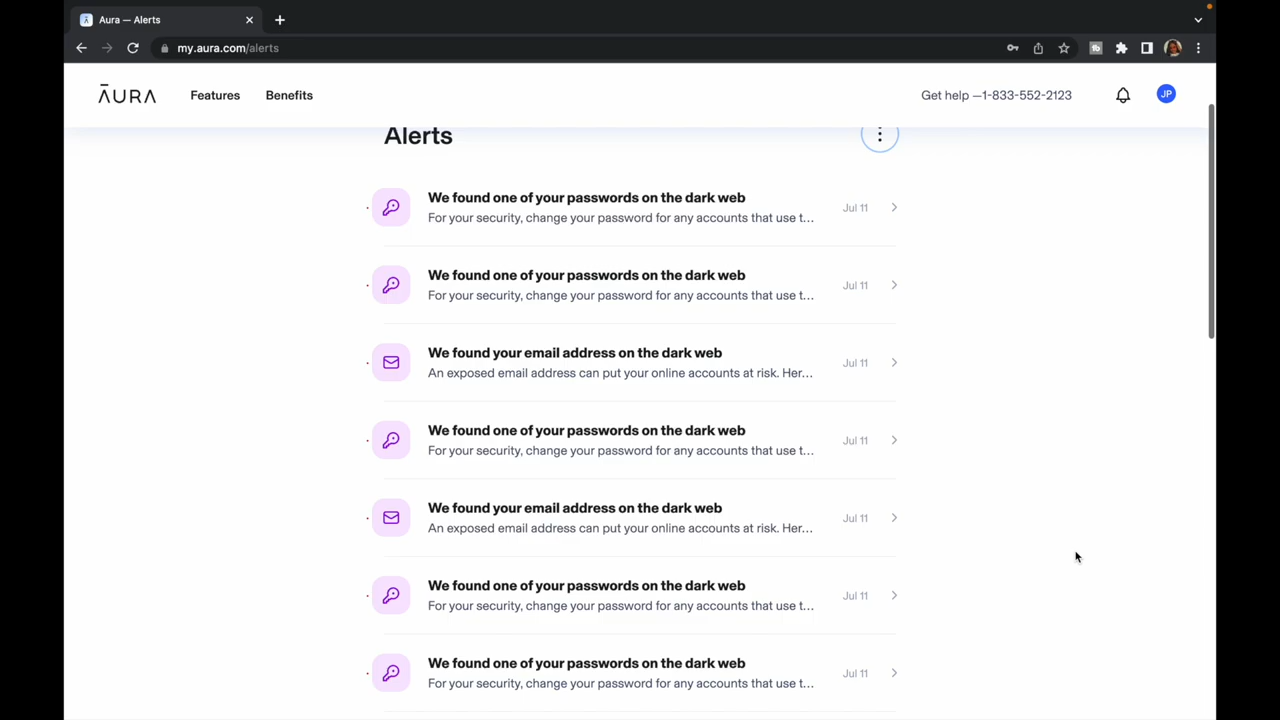 Aura — Alerts
my.aura.com/alerts
ĀURA
Features
Benefits
Get help —1-833-552-2123
JP
Alerts
We found one of your passwords on the dark web
For your security, change your password for any accounts that use t...
Jul 11
We found one of your passwords on the dark web
For your security, change your password for any accounts that use t...
Jul 11
We found your email address on the dark web
An exposed email address can put your online accounts at risk. Her...
Jul 11
We found one of your passwords on the dark web
For your security, change your password for any accounts that use t...
Jul 11
We found your email address on the dark web
An exposed email address can put your online accounts at risk. Her...
Jul 11
We found one of your passwords on the dark web
For your security, change your password for any accounts that use t...
Jul 11
We found one of your passwords on the dark web
For your security, change your password for any accounts that use t...
Jul 11